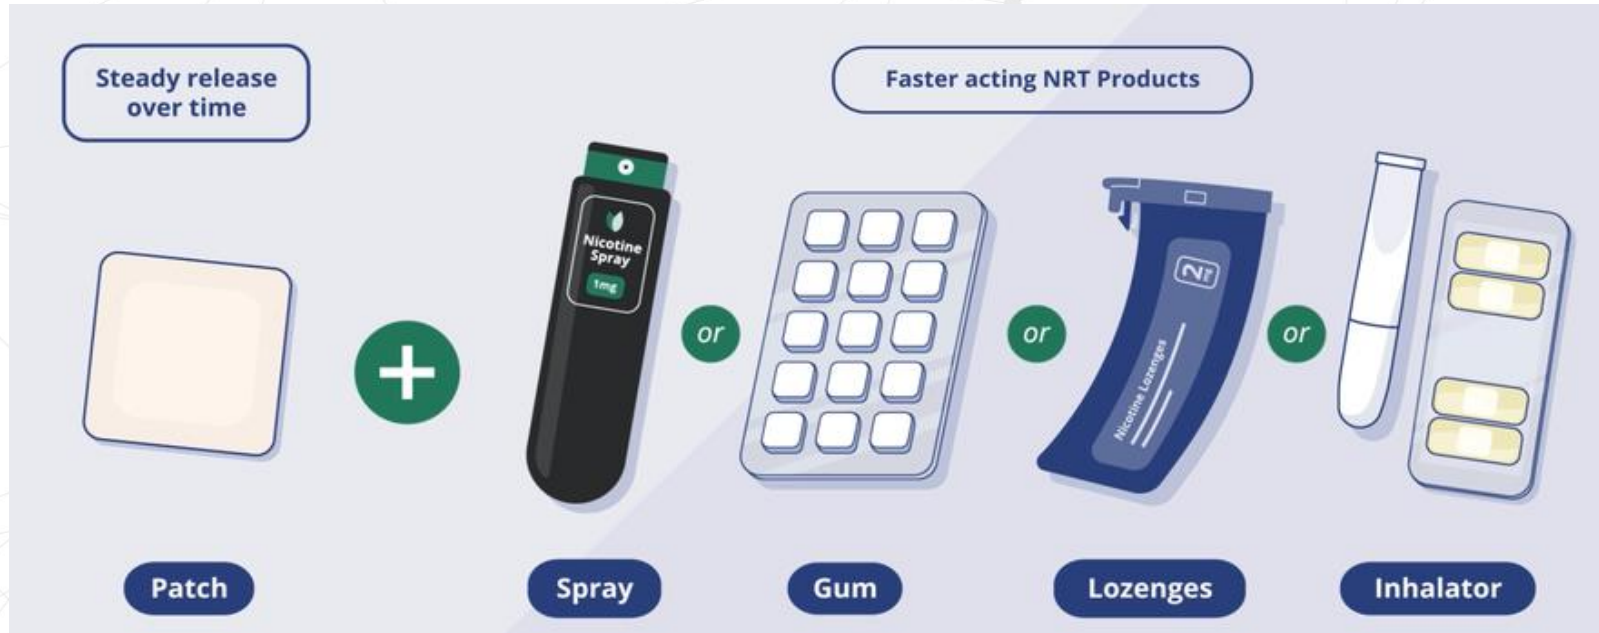 Steady release
over time
Faster acting NRT Products
Nicotine
Spray
1mg
or
or
2
Nicotine Lozenges
or
Patch
Spray
Gum
Lozenges
Inhalator